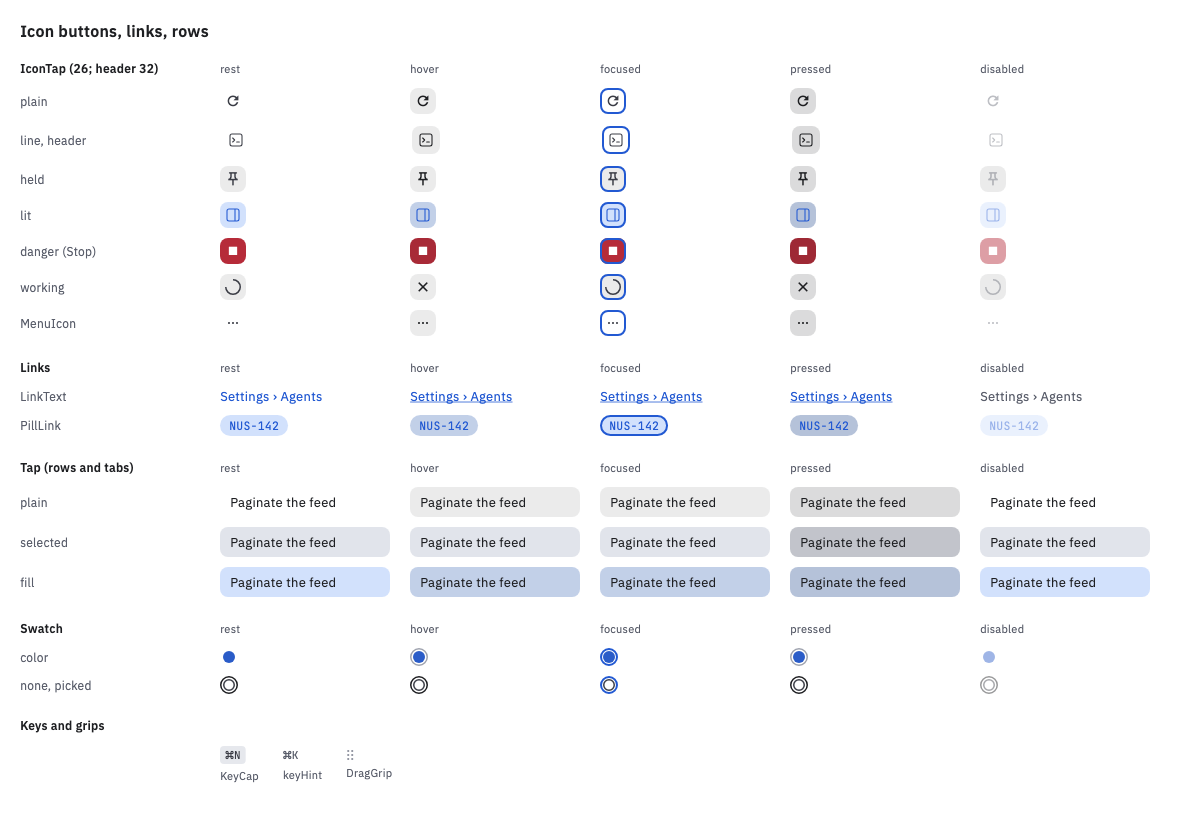 Icon buttons, links, rows
IconTap (26; header 32) rest hover focused pressed disabled
plain
line, header
held
lit
danger (Stop)
working
MenuIcon
Links rest hover focused pressed disabled
LinkText Settings › Agents Settings › Agents Settings › Agents Settings › Agents Settings › Agents
PillLink NUS-142 NUS-142 NUS-142 NUS-142 NUS-142
Tap (rows and tabs) rest hover focused pressed disabled
plain Paginate the feed Paginate the feed Paginate the feed Paginate the feed Paginate the feed
selected Paginate the feed Paginate the feed Paginate the feed Paginate the feed Paginate the feed
fill Paginate the feed Paginate the feed Paginate the feed Paginate the feed Paginate the feed
Swatch rest hover focused pressed disabled
color
none, picked
Keys and grips
⌘N ⌘K
KeyCap keyHint DragGrip